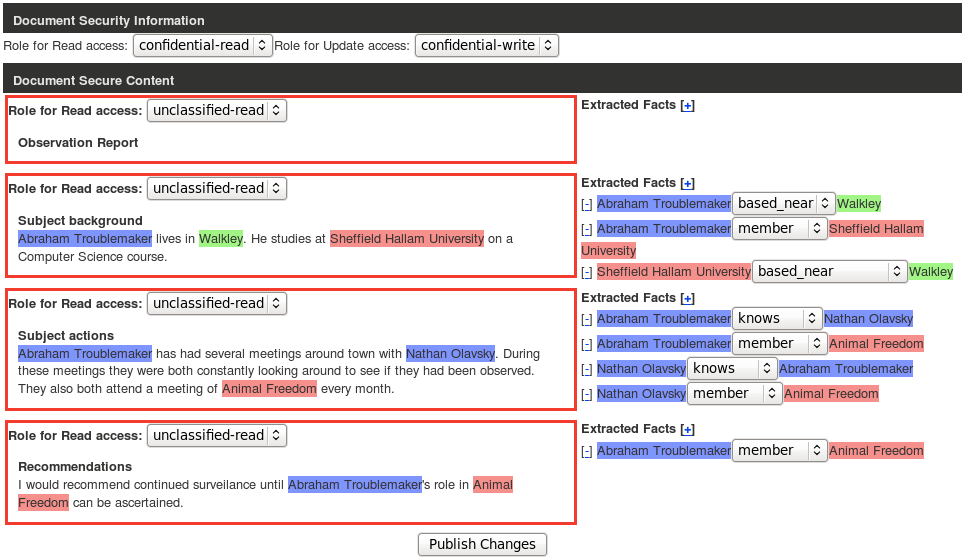 Document Security Information
Role for Read access: confidential-read Role for Update access: confidential-write
Document Secure Content
Role for Read access: unclassified-read
Observation Report
Extracted Facts [+]
Role for Read access: unclassified-read
Subject background
Abraham Troublemaker lives in Walkley. He studies at Sheffield Hallam University on a
Computer Science course.
Extracted Facts [+]
[-] Abraham Troublemaker based_near Walkley
[-] Abraham Troublemaker member Sheffield Hallam
University
[-] Sheffield Hallam University based_near Walkley
Role for Read access: unclassified-read
Subject actions
Abraham Troublemaker has had several meetings around town with Nathan Olavsky. During
these meetings they were both constantly looking around to see if they had been observed.
They also both attend a meeting of Animal Freedom every month.
Extracted Facts [+]
[-] Abraham Troublemaker knows Nathan Olavsky
[-] Abraham Troublemaker member Animal Freedom
[-] Nathan Olavsky knows Abraham Troublemaker
[-] Nathan Olavsky member Animal Freedom
Role for Read access: unclassified-read
Recommendations
I would recommend continued surveilance until Abraham Troublemaker's role in Animal
Freedom can be ascertained.
Extracted Facts [+]
[-] Abraham Troublemaker member Animal Freedom
Publish Changes